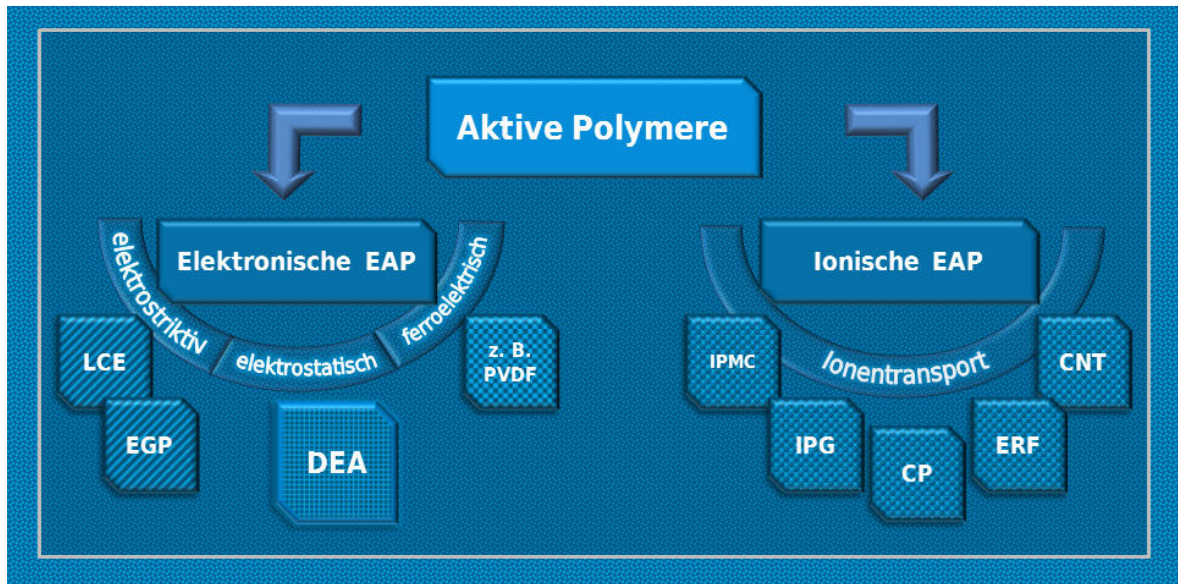 Aktive Polymere
Elektronische EAP
elektrostriktiv
elektrostatisch
ferroelektrisch
LCE
EGP
DEA
z. B.
PVDF
Ionische EAP
Ionentransport
IPMC
IPG
CP
ERF
CNT